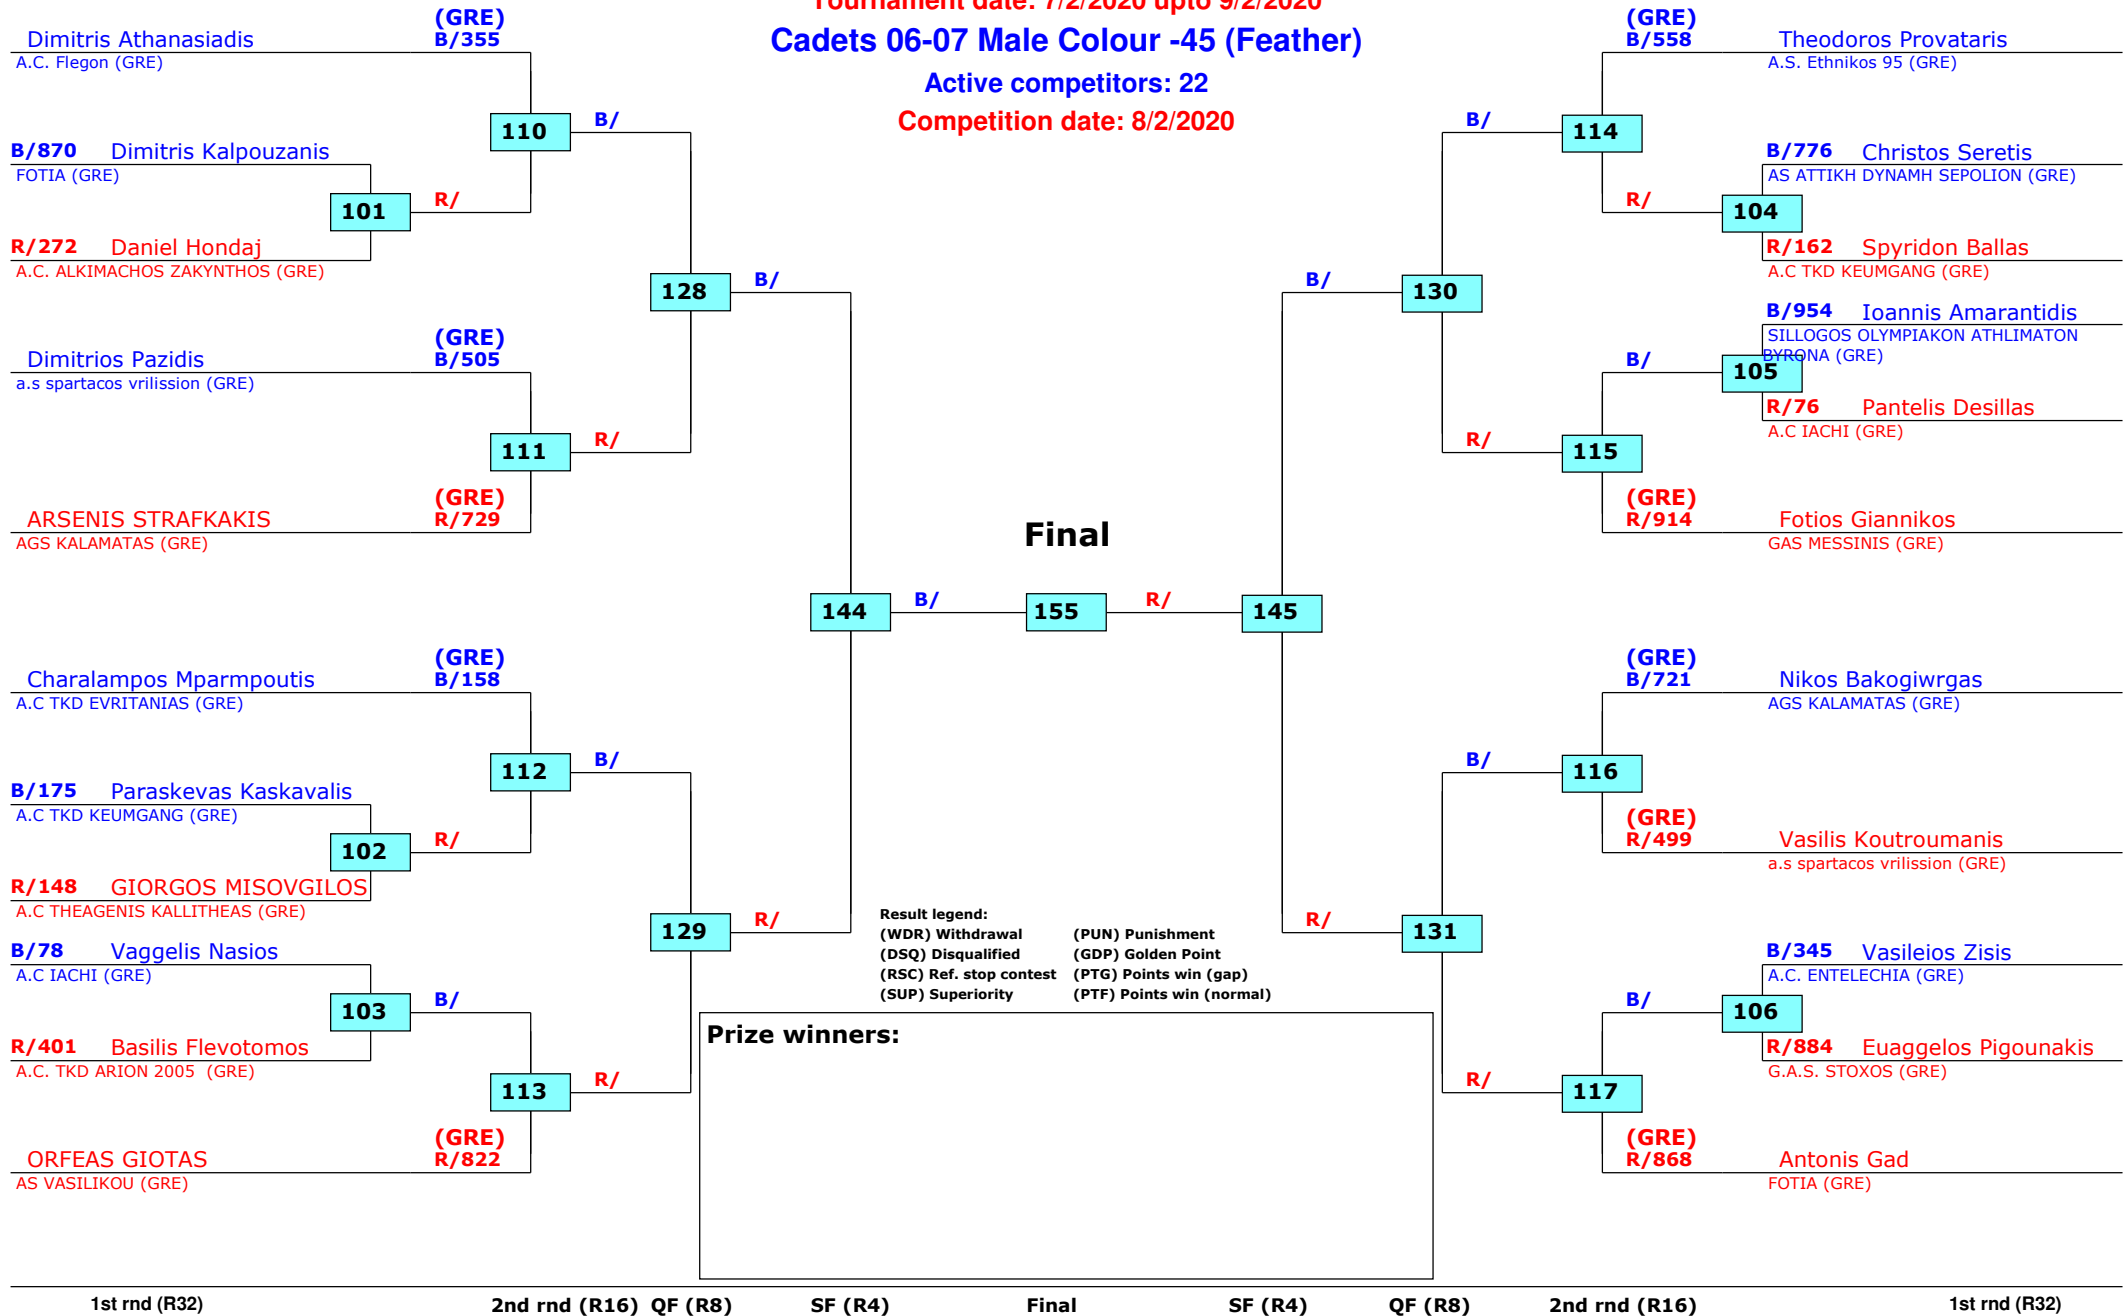 Tournament date: 7/2/2020 upto 9/2/2020
Cadets 06-07 Male Colour -45 (Feather)
Active competitors: 22
Competition date: 8/2/2020
(GRE)
Dimitris Athanasiadis B/355
A.C. Flegon (GRE)
110 B/
B/870 Dimitris Kalpouzanis
FOTIA (GRE)
101 R/
R/272 Daniel Hondaj
A.C. ALKIMACHOS ZAKYNTHOS (GRE)
128 B/
(GRE)
Dimitrios Pazidis B/505
a.s spartacos vrilission (GRE)
111 R/
(GRE)
ARSENIS STRAFKAKIS R/729
AGS KALAMATAS (GRE)
144 B/
(GRE)
Charalampos Mparmpoutis B/158
A.C TKD EVRITANIAS (GRE)
112 B/
B/175 Paraskevas Kaskavalis
A.C TKD KEUMGANG (GRE)
102 R/
R/148 GIORGOS MISOVGILOS
A.C THEAGENIS KALLITHEAS (GRE)
129 R/
B/78 Vaggelis Nasios
A.C IACHI (GRE)
103 B/
R/401 Basilis Flevotomos
A.C. TKD ARION 2005 (GRE)
113 R/
(GRE)
ORFEAS GIOTAS R/822
AS VASILIKOU (GRE)
Final
155
(GRE)
B/558 Theodoros Provataris
A.S. Ethnikos 95 (GRE)
B/ 114
B/776 Christos Seretis
AS ATTIKH DYNAMH SEPOLION (GRE)
R/ 104
R/162 Spyridon Ballas
A.C TKD KEUMGANG (GRE)
B/ 130
B/954 Ioannis Amarantidis
SILLOGOS OLYMPIAKON ATHLIMATON
BYRONA (GRE)
B/ 105
R/76 Pantelis Desillas
A.C IACHI (GRE)
R/ 115
(GRE)
R/914 Fotios Giannikos
GAS MESSINIS (GRE)
R/ 145
(GRE)
B/721 Nikos Bakogiwrgas
AGS KALAMATAS (GRE)
B/ 116
(GRE)
R/499 Vasilis Koutroumanis
a.s spartacos vrilission (GRE)
R/ 131
B/345 Vasileios Zisis
A.C. ENTELECHIA (GRE)
B/ 106
R/884 Euaggelos Pigounakis
G.A.S. STOXOS (GRE)
R/ 117
(GRE)
R/868 Antonis Gad
FOTIA (GRE)
Result legend:
(WDR) Withdrawal (PUN) Punishment
(DSQ) Disqualified (GDP) Golden Point
(RSC) Ref. stop contest (PTG) Points win (gap)
(SUP) Superiority (PTF) Points win (normal)
Prize winners:
1st rnd (R32) 2nd rnd (R16) QF (R8) SF (R4) Final SF (R4) QF (R8) 2nd rnd (R16) 1st rnd (R32)